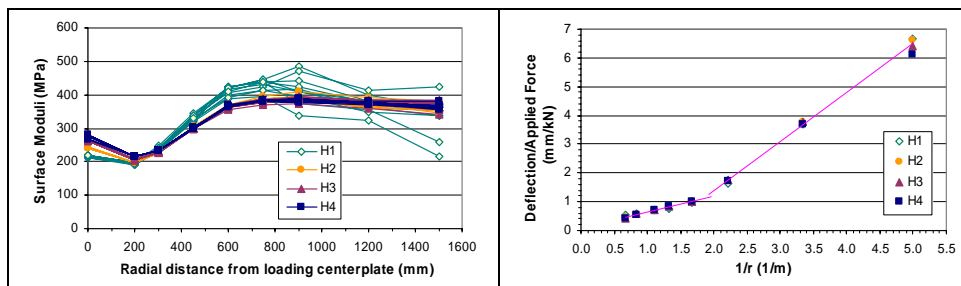 600
500
400
300
200
100
0
Surface Moduli (MPa)
H1
H2
H3
H4
0 200 400 600 800 1000 1200 1400 1600
Radial distance from loading centerplate (mm)
7
6
5
4
3
2
1
0
Deflection/Applied Force
(mm/kN)
H1
H2
H3
H4
0.0 0.5 1.0 1.5 2.0 2.5 3.0 3.5 4.0 4.5 5.0 5.5
1/r (1/m)